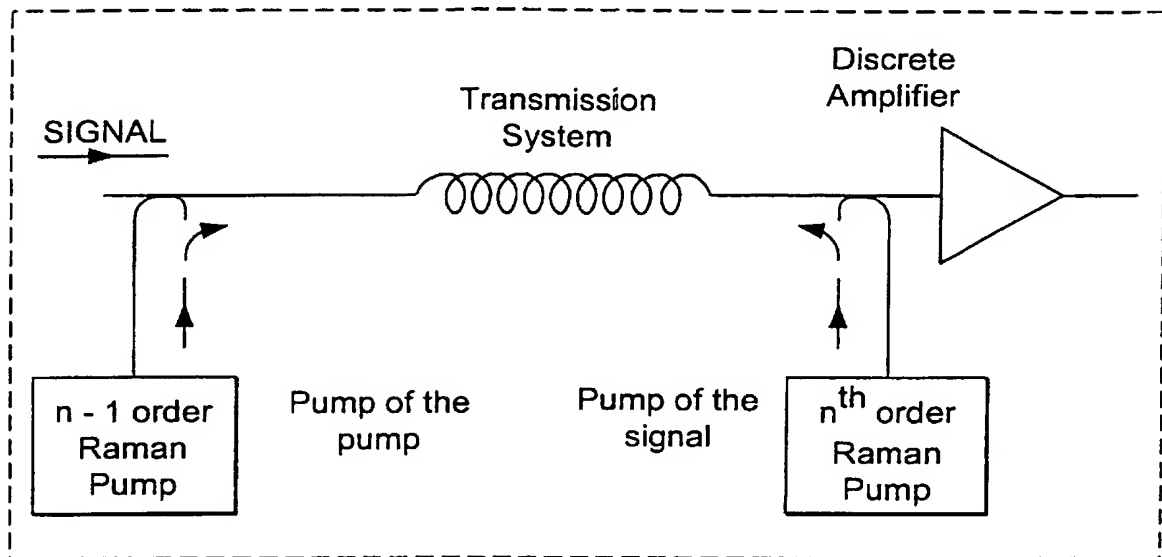 Discrete
Amplifier
Transmission
System
SIGNAL
n - 1 order
Raman
Pump
Pump of the
pump
Pump of the
signal
nth order
Raman
Pump